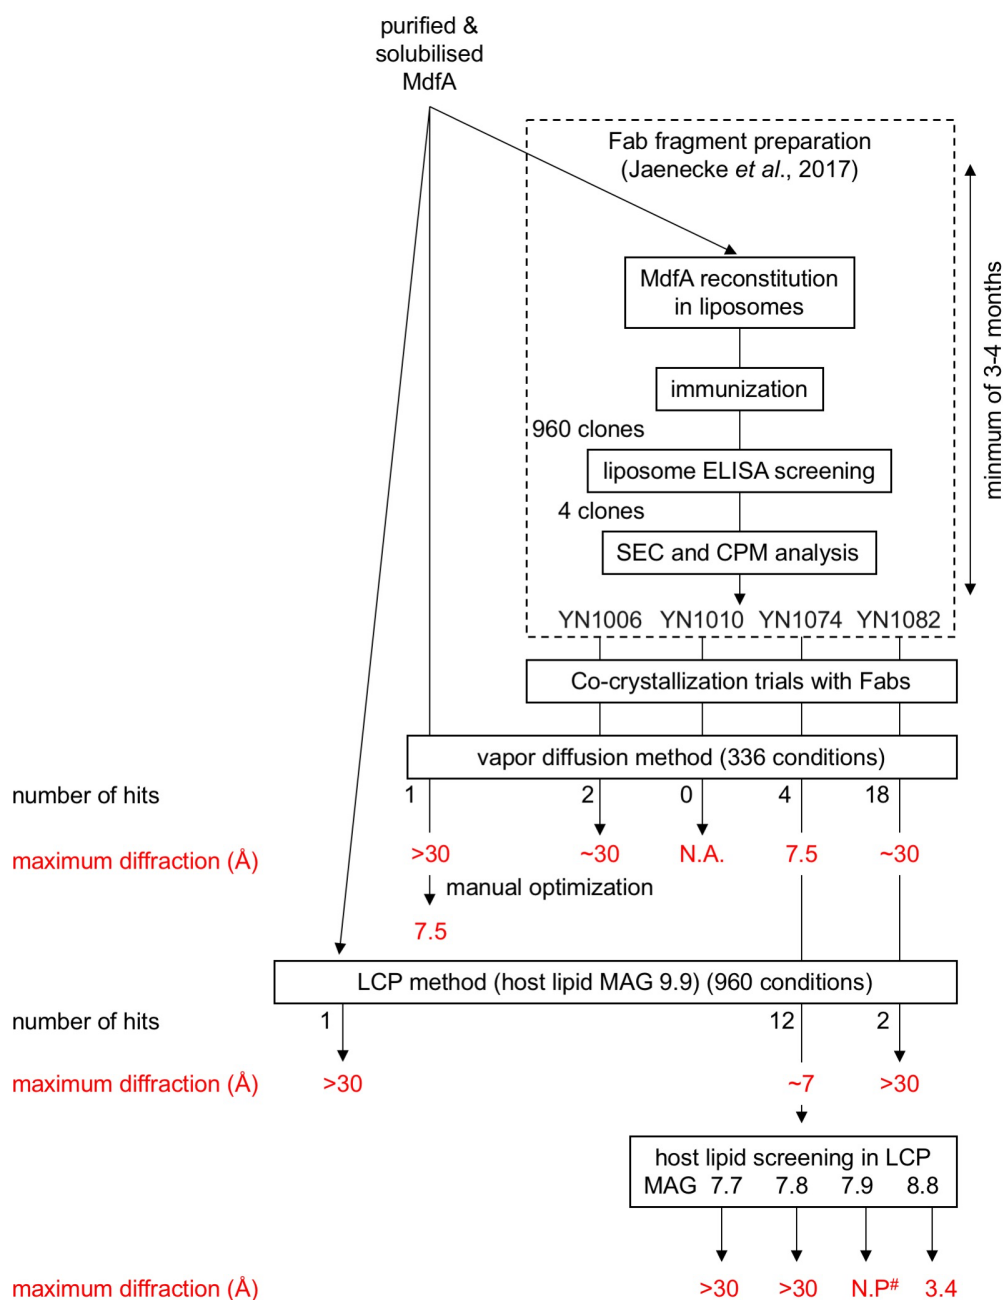 purified &
solubilised
MdfA
Fab fragment preparation
(Jaenecke et al., 2017)
MdfA reconstitution
in liposomes
immunization
960 clones
liposome ELISA screening
4 clones
SEC and CPM analysis
minmum of 3-4 months
YN1006 YN1010 YN1074 YN1082
Co-crystallization trials with Fabs
vapor diffusion method (336 conditions)
number of hits 1 2 0 4 18
maximum diffraction (Å) >30 ~30 N.A. 7.5 ~30
manual optimization
7.5
LCP method (host lipid MAG 9.9) (960 conditions)
number of hits 1 12 2
maximum diffraction (Å) >30 ~7 >30
host lipid screening in LCP
MAG 7.7 7.8 7.9 8.8
maximum diffraction (Å) >30 >30 N.P# 3.4